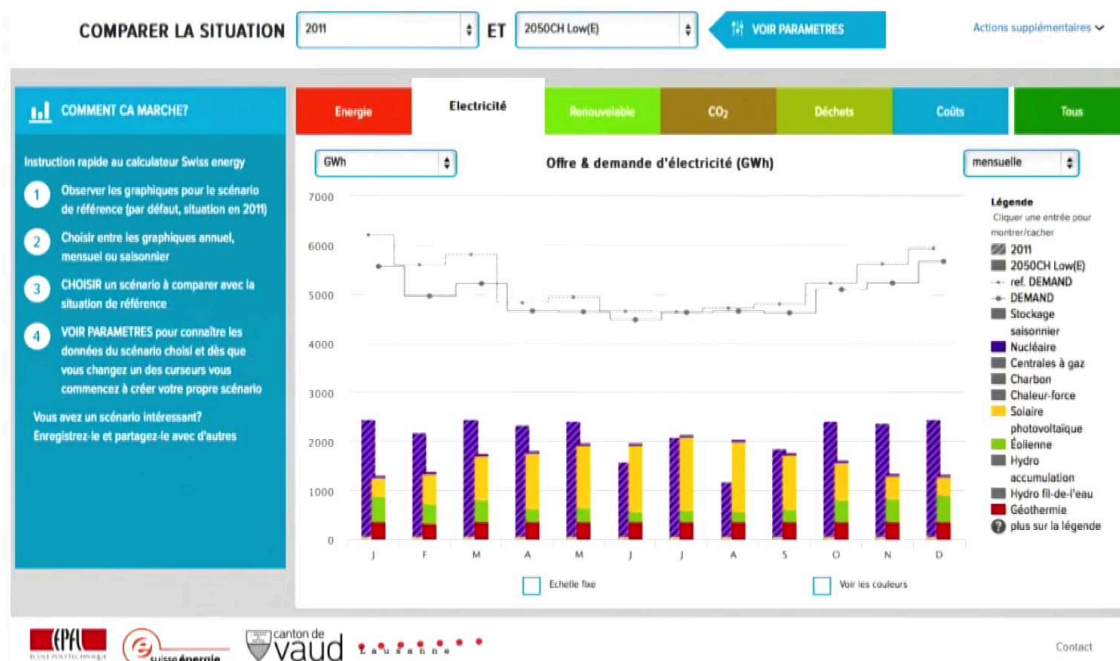 COMPARER LA SITUATION 2011 ET 2050CH Low(E) VOIR PARAMETRES Actions supplémentaires
COMMENT CA MARCHE?
Instruction rapide au calculateur Swiss energy
1 Observer les graphiques pour le scénario
de référence (par défaut, situation en 2011)
2 Choisir entre les graphiques annuel,
mensuel ou saisonnier
3 CHOISIR un scénario à comparer avec la
situation de référence
4 VOIR PARAMETRES pour connaître les
données du scénario choisi et dès que
vous changez un des curseurs vous
commencez à créer votre propre scénario
Vous avez un scénario intéressant?
Enregistrez-le et partagez-le avec d'autres
Energie Electricité Renouvelable CO₂ Déchets Coûts Tous
GWh Offre & demande d'électricité (GWh) mensuelle
7000
6000
5000
4000
3000
2000
1000
0
J F M A M J J A S O N D
Légende
Cliquer une entrée pour
montrer/cacher
2011
2050CH Low(E)
ref. DEMAND
DEMAND
Stockage
saisonnier
Nucléaire
Centrales à gaz
Charbon
Chaleur-force
Solaire
photovoltaïque
Éolienne
Hydro
accumulation
Hydro fil-de-l'eau
Géothermie
? plus sur la légende
Echelle fixe Voir les couleurs
EPFL
ECOLE POLYTECHNIQUE
suisse énergie
canton de
vaud
Lausanne
Contact